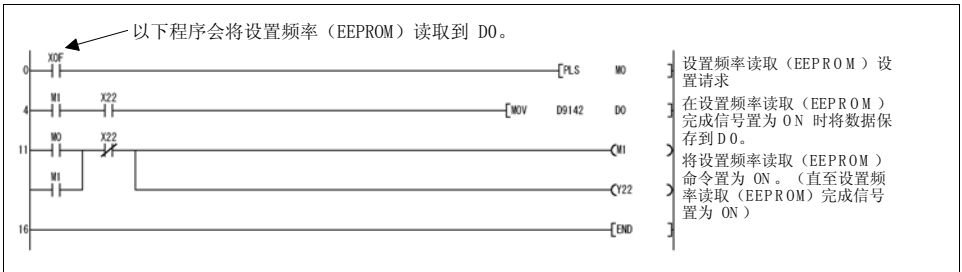 以下程序会将设置频率（EEPROM）读取到 D0。
X0F
0
PLS M0
设置频率读取（EEPROM）设
置请求
M1 X22
4
MOV D9142 D0
在设置频率读取（EEPROM）
完成信号置为 ON 时将数据保
存到D0。
M0 X22
11
M1
将设置频率读取（EEPROM）
命令置为 ON。（直至设置频
率读取（EEPROM）完成信号
置为 ON）
M1
Y22
16
END